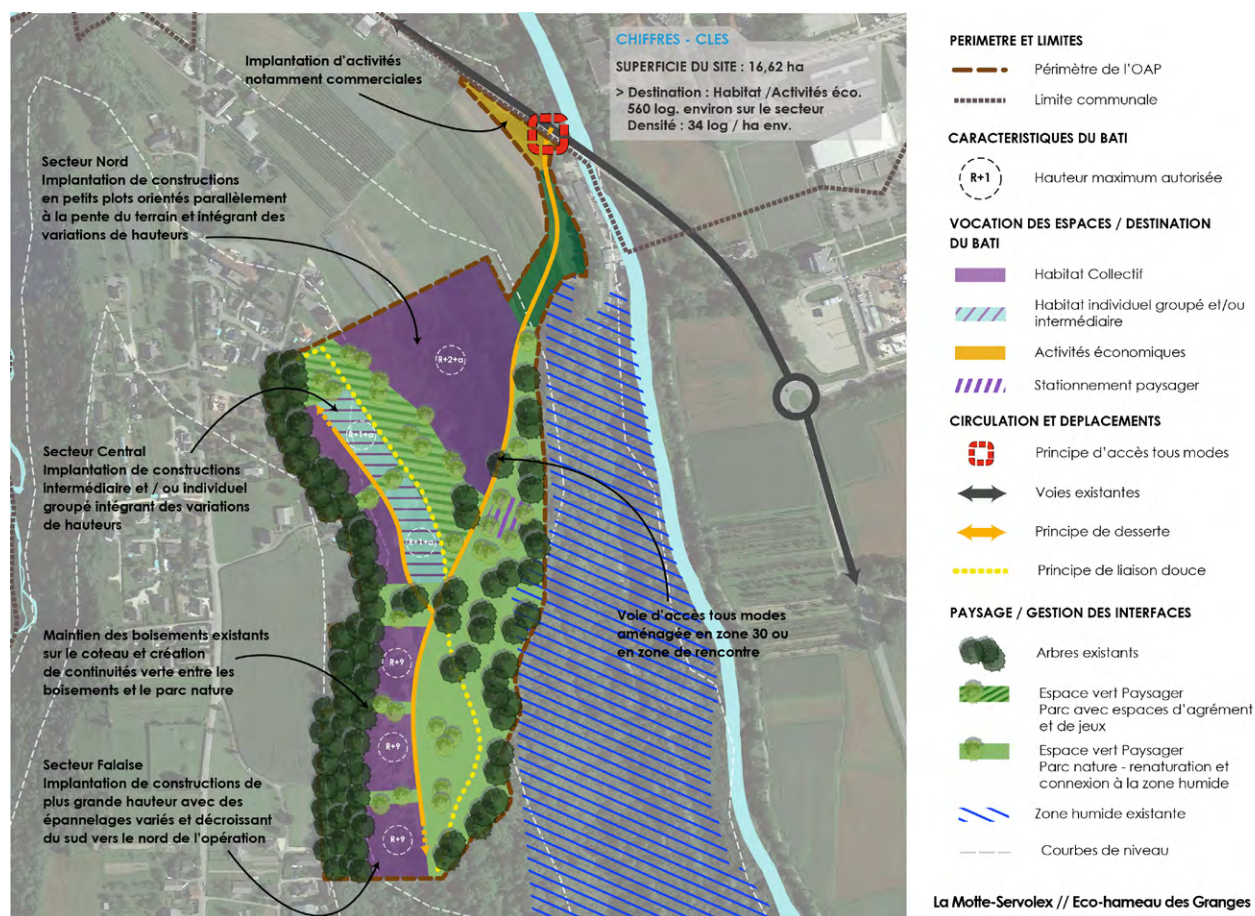 Implantation d'activités
notamment commerciales
CHIFFRES - CLES
SUPERFICIE DU SITE : 16,62 ha
> Destination : Habitat /Activités éco.
560 log. environ sur le secteur
Densité : 34 log / ha env.
Secteur Nord
Implantation de constructions
en petits plots orientés parallèlement
à la pente du terrain et intégrant des
variations de hauteurs
R+2+a
Secteur Central
Implantation de constructions
intermédiaire et / ou individuel
groupé intégrant des variations
de hauteurs
R+1+a
R+1+a
Voie d'accès tous modes
aménagée en zone 30 ou
en zone de rencontre
Maintien des boisements existants
sur le coteau et création
de continuités verte entre les
boisements et le parc nature
R+9
R+9
Secteur Falaise
Implantation de constructions de
plus grande hauteur avec des
épannelages variés et décroissant
du sud vers le nord de l'opération
R+9
PERIMETRE ET LIMITES
Périmètre de l'OAP
Limite communale
CARACTERISTIQUES DU BATI
R+1
Hauteur maximum autorisée
VOCATION DES ESPACES / DESTINATION
DU BATI
Habitat Collectif
Habitat individuel groupé et/ou
intermédiaire
Activités économiques
Stationnement paysager
CIRCULATION ET DEPLACEMENTS
Principe d'accès tous modes
Voies existantes
Principe de desserte
Principe de liaison douce
PAYSAGE / GESTION DES INTERFACES
Arbres existants
Espace vert Paysager
Parc avec espaces d'agrément
et de jeux
Espace vert Paysager
Parc nature - renaturation et
connexion à la zone humide
Zone humide existante
Courbes de niveau
La Motte-Servolex // Eco-hameau des Granges